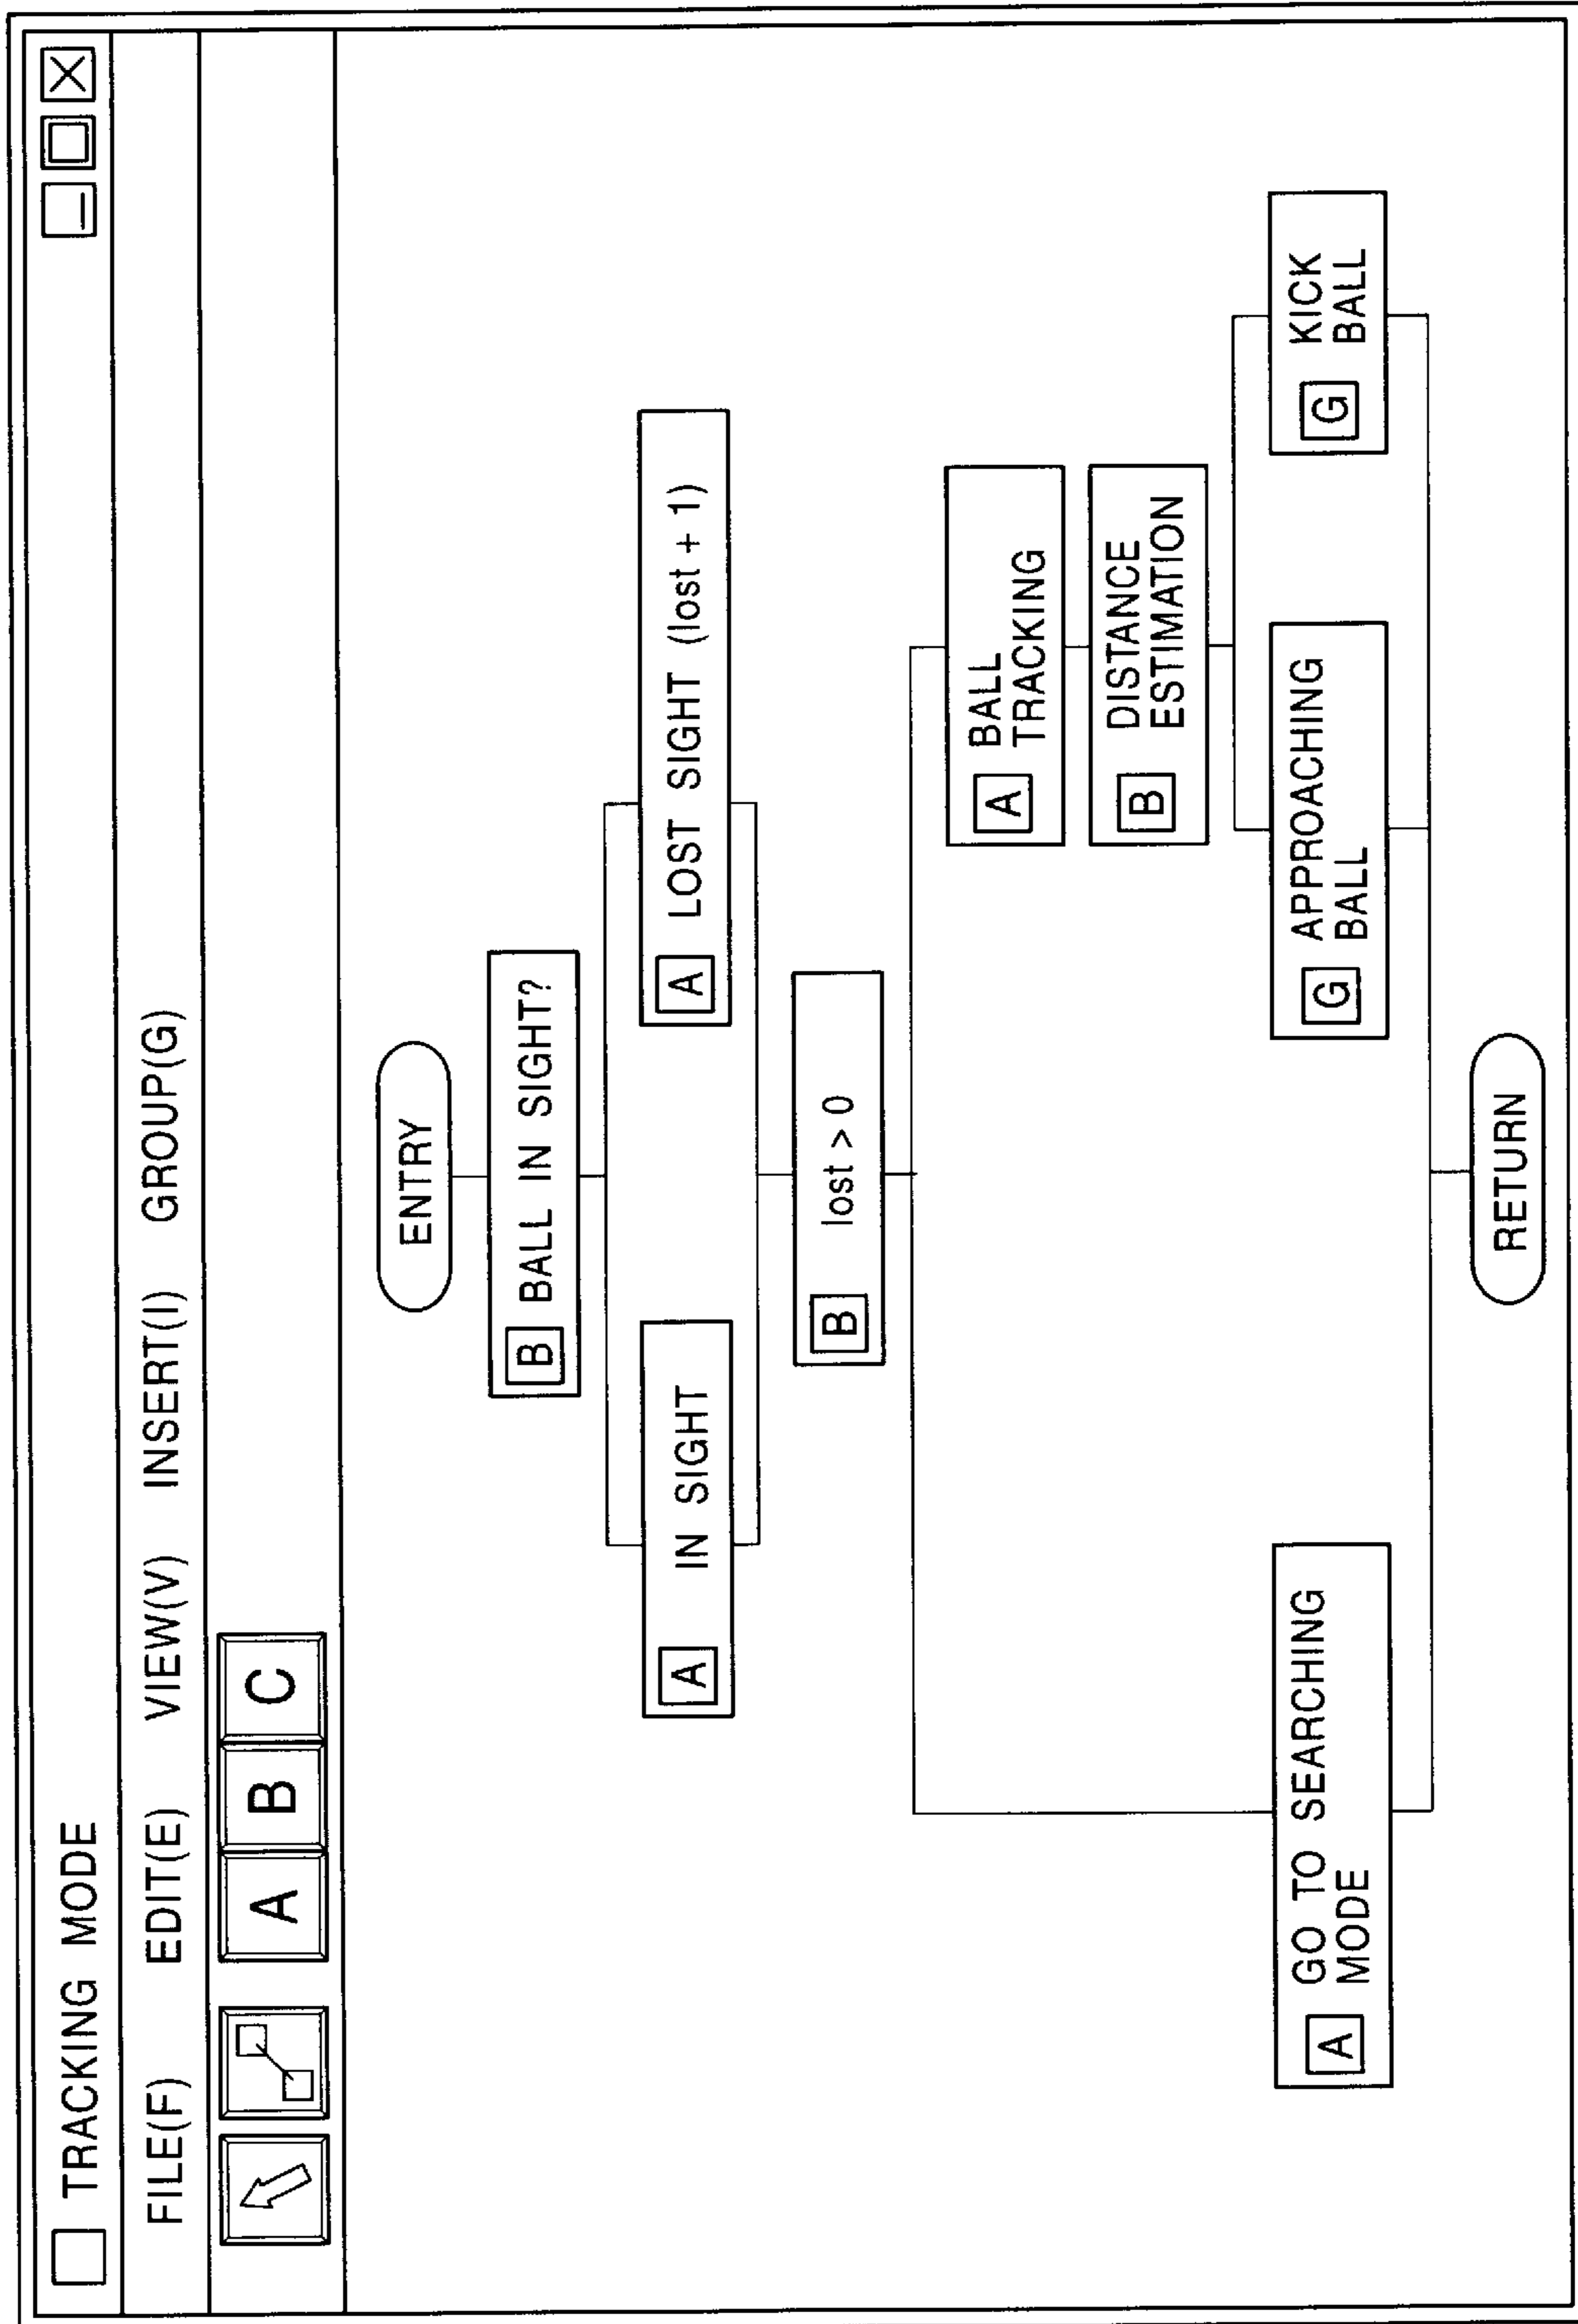 TRACKING MODE
FILE(F) EDIT(E) VIEW(V) INSERT(I) GROUP(G)
A B C
ENTRY
B BALL IN SIGHT?
A IN SIGHT
A LOST SIGHT (lost + 1)
B lost > 0
A BALL
TRACKING
B DISTANCE
ESTIMATION
A GO TO SEARCHING
MODE
G APPROACHING
BALL
G KICK
BALL
RETURN